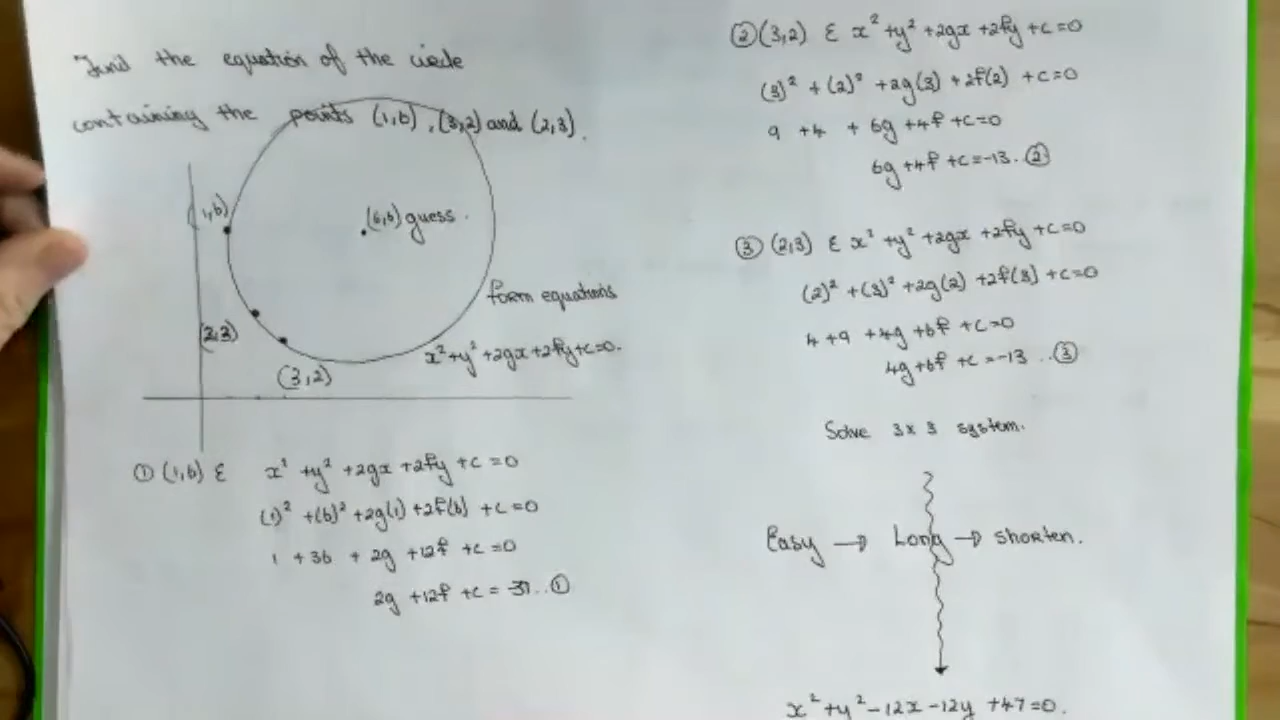 Find the equation of the circle
containing the points (1,6), (3,2) and (2,3).
(1,6)
(6,6) guess.
(2,3)
(3,2)
form equations
x²+y²+2gx+2fy+c=0.
① (1,6) ε x²+y²+2gx+2fy+c=0
(1)²+(6)²+2g(1)+2f(6)+c=0
1+36+2g+12f+c=0
2g+12f+c=-37..①
② (3,2) ε x²+y²+2gx+2fy+c=0
(3)²+(2)²+2g(3)+2f(2)+c=0
9+4+6g+4f+c=0
6g+4f+c=-13.②
③ (2,3) ε x²+y²+2gx+2fy+c=0
(2)²+(3)²+2g(2)+2f(3)+c=0
4+9+4g+6f+c=0
4g+6f+c=-13..③
Solve 3x3 system.
Easy → Long → shorten.
x²+y²-12x-12y+47=0.